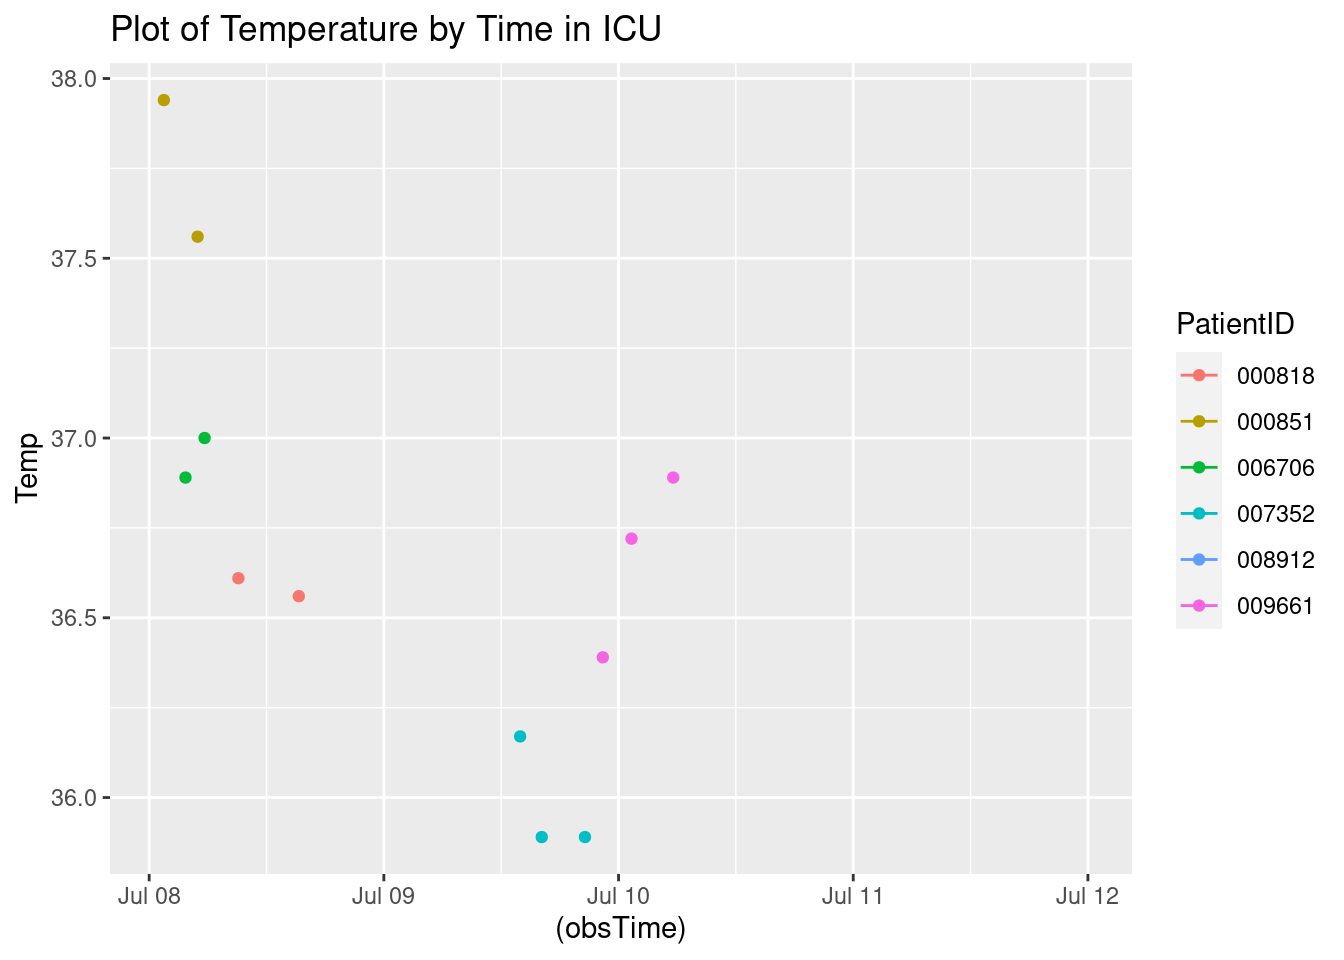 Plot of Temperature by Time in ICU
38.0
37.5
37.0
36.5
36.0
Temp
Jul 08 Jul 09 Jul 10 Jul 11 Jul 12
(obsTime)
PatientID
000818
000851
006706
007352
008912
009661